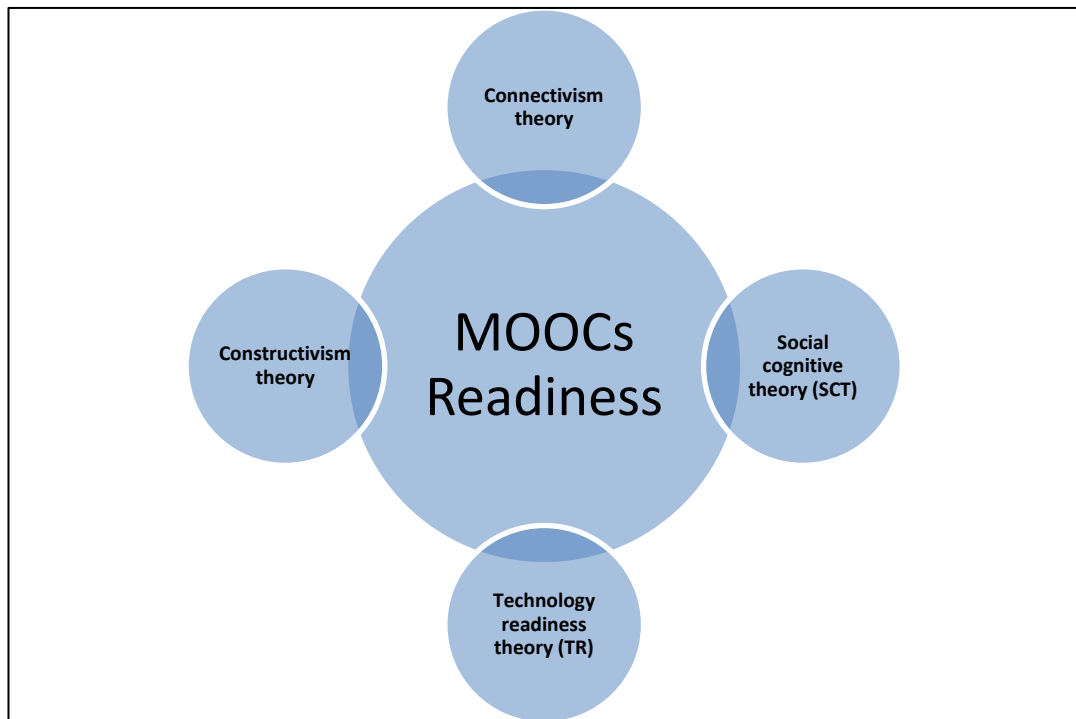 Connectivism
theory
Constructivism
theory
MOOCs
Readiness
Social
cognitive
theory (SCT)
Technology
readiness
theory (TR)